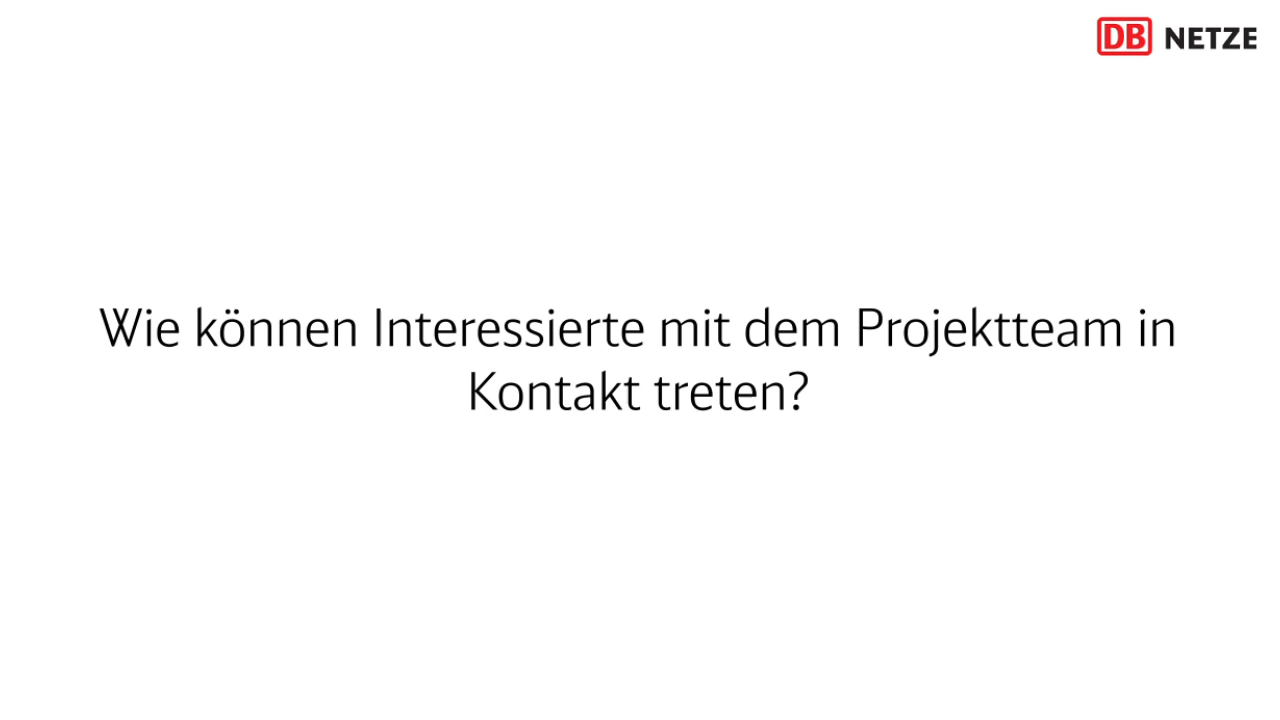 DB NETZE
Wie können Interessierte mit dem Projektteam in
Kontakt treten?